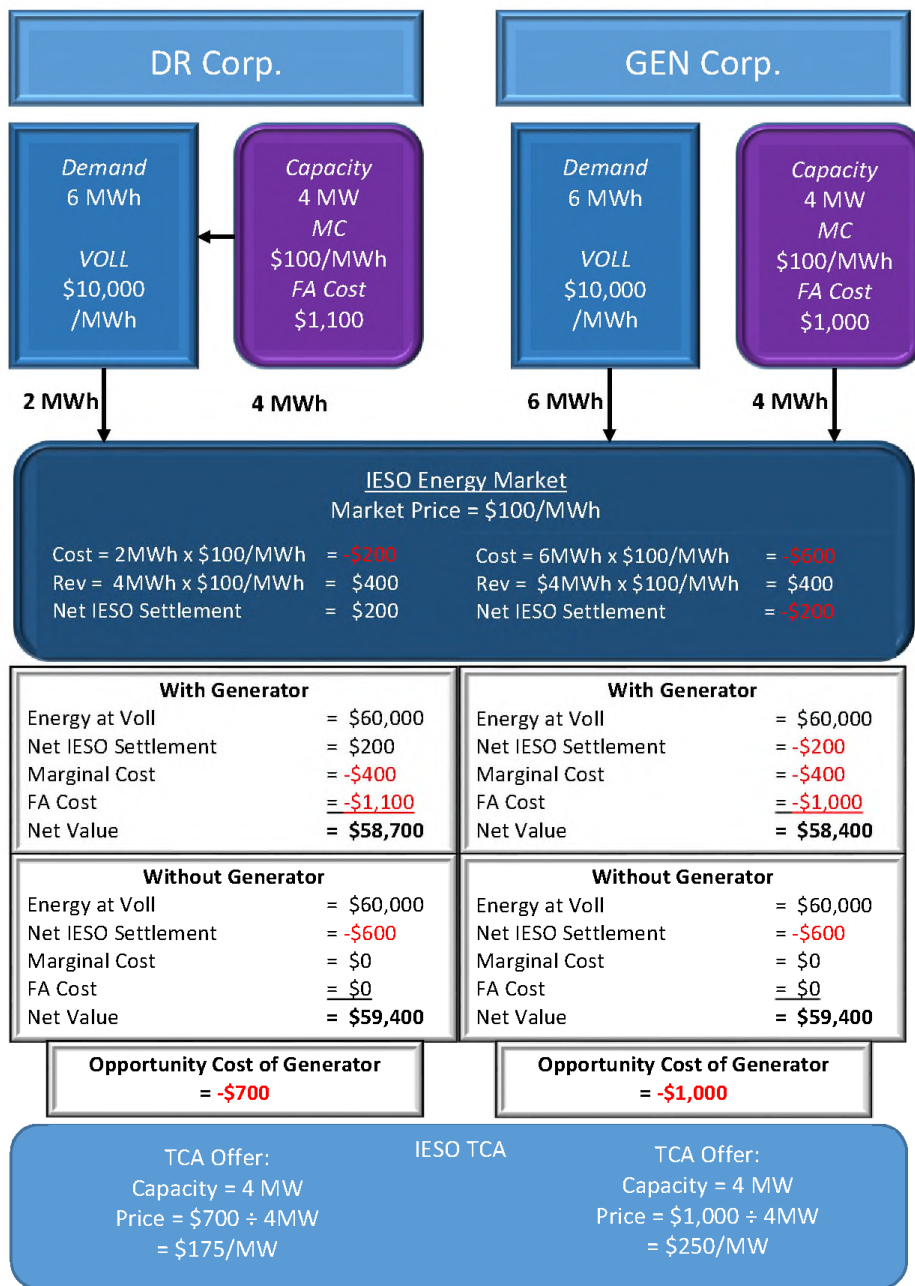 DR Corp.
GEN Corp.
Demand
6 MWh
VOLL
$10,000
/MWh
Capacity
4 MW
MC
$100/MWh
FA Cost
$1,100
Demand
6 MWh
VOLL
$10,000
/MWh
Capacity
4 MW
MC
$100/MWh
FA Cost
$1,000
2 MWh
4 MWh
6 MWh
4 MWh
IESO Energy Market
Market Price = $100/MWh
Cost = 2MWh x $100/MWh = -$200
Rev = 4MWh x $100/MWh = $400
Net IESO Settlement = $200
Cost = 6MWh x $100/MWh = -$600
Rev = $4MWh x $100/MWh = $400
Net IESO Settlement = -$200
With Generator
Energy at Voll = $60,000
Net IESO Settlement = $200
Marginal Cost = -$400
FA Cost = -$1,100
Net Value = $58,700
With Generator
Energy at Voll = $60,000
Net IESO Settlement = -$200
Marginal Cost = -$400
FA Cost = -$1,000
Net Value = $58,400
Without Generator
Energy at Voll = $60,000
Net IESO Settlement = -$600
Marginal Cost = $0
FA Cost = $0
Net Value = $59,400
Without Generator
Energy at Voll = $60,000
Net IESO Settlement = -$600
Marginal Cost = $0
FA Cost = $0
Net Value = $59,400
Opportunity Cost of Generator
= -$700
Opportunity Cost of Generator
= -$1,000
IESO TCA
TCA Offer:
Capacity = 4 MW
Price = $700 ÷ 4MW
= $175/MW
TCA Offer:
Capacity = 4 MW
Price = $1,000 ÷ 4MW
= $250/MW